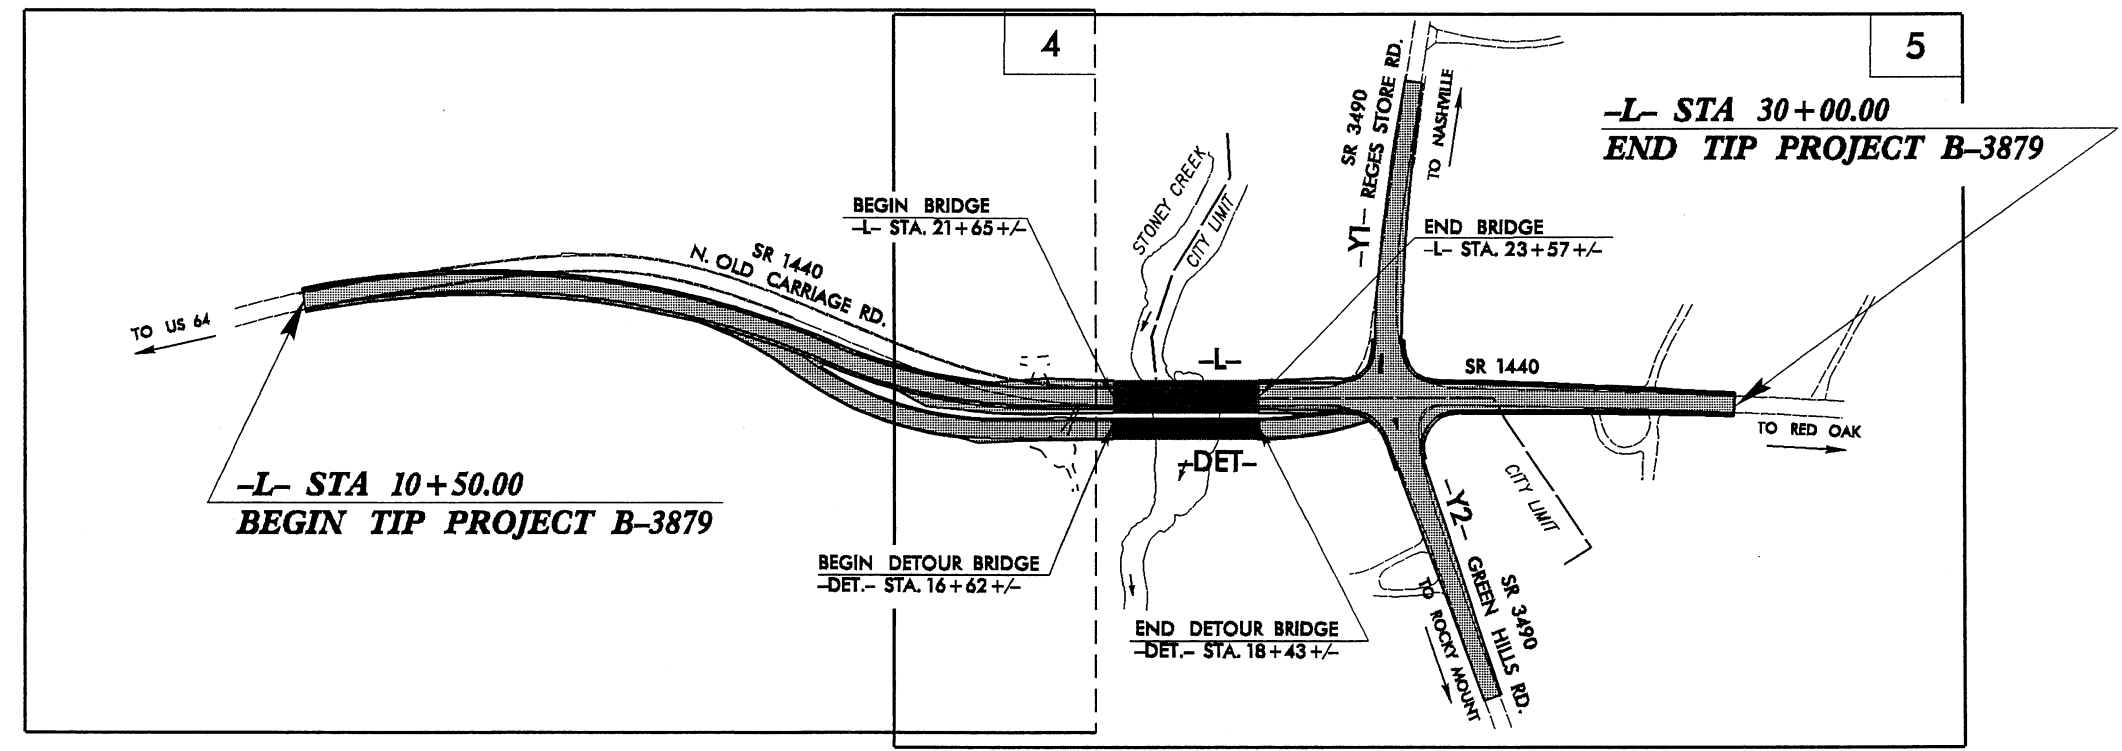 4
5
-L- STA 30+00.00
END TIP PROJECT B-3879
SR 3490
-Y1- REGES STORE RD.
TO NASHVILLE
BEGIN BRIDGE
-L- STA. 21+65 +/-
STONEY CREEK
CITY LIMIT
END BRIDGE
-L- STA. 23+57 +/-
SR 1440
N. OLD CARRIAGE RD.
TO US 64
-L-
SR 1440
TO RED OAK
-DET-
-L- STA 10+50.00
BEGIN TIP PROJECT B-3879
CITY LIMIT
BEGIN DETOUR BRIDGE
-DET.- STA. 16+62 +/-
-Y2- GREEN HILLS RD.
SR 3490
TO ROCKY MOUNT
END DETOUR BRIDGE
-DET.- STA. 18+43 +/-